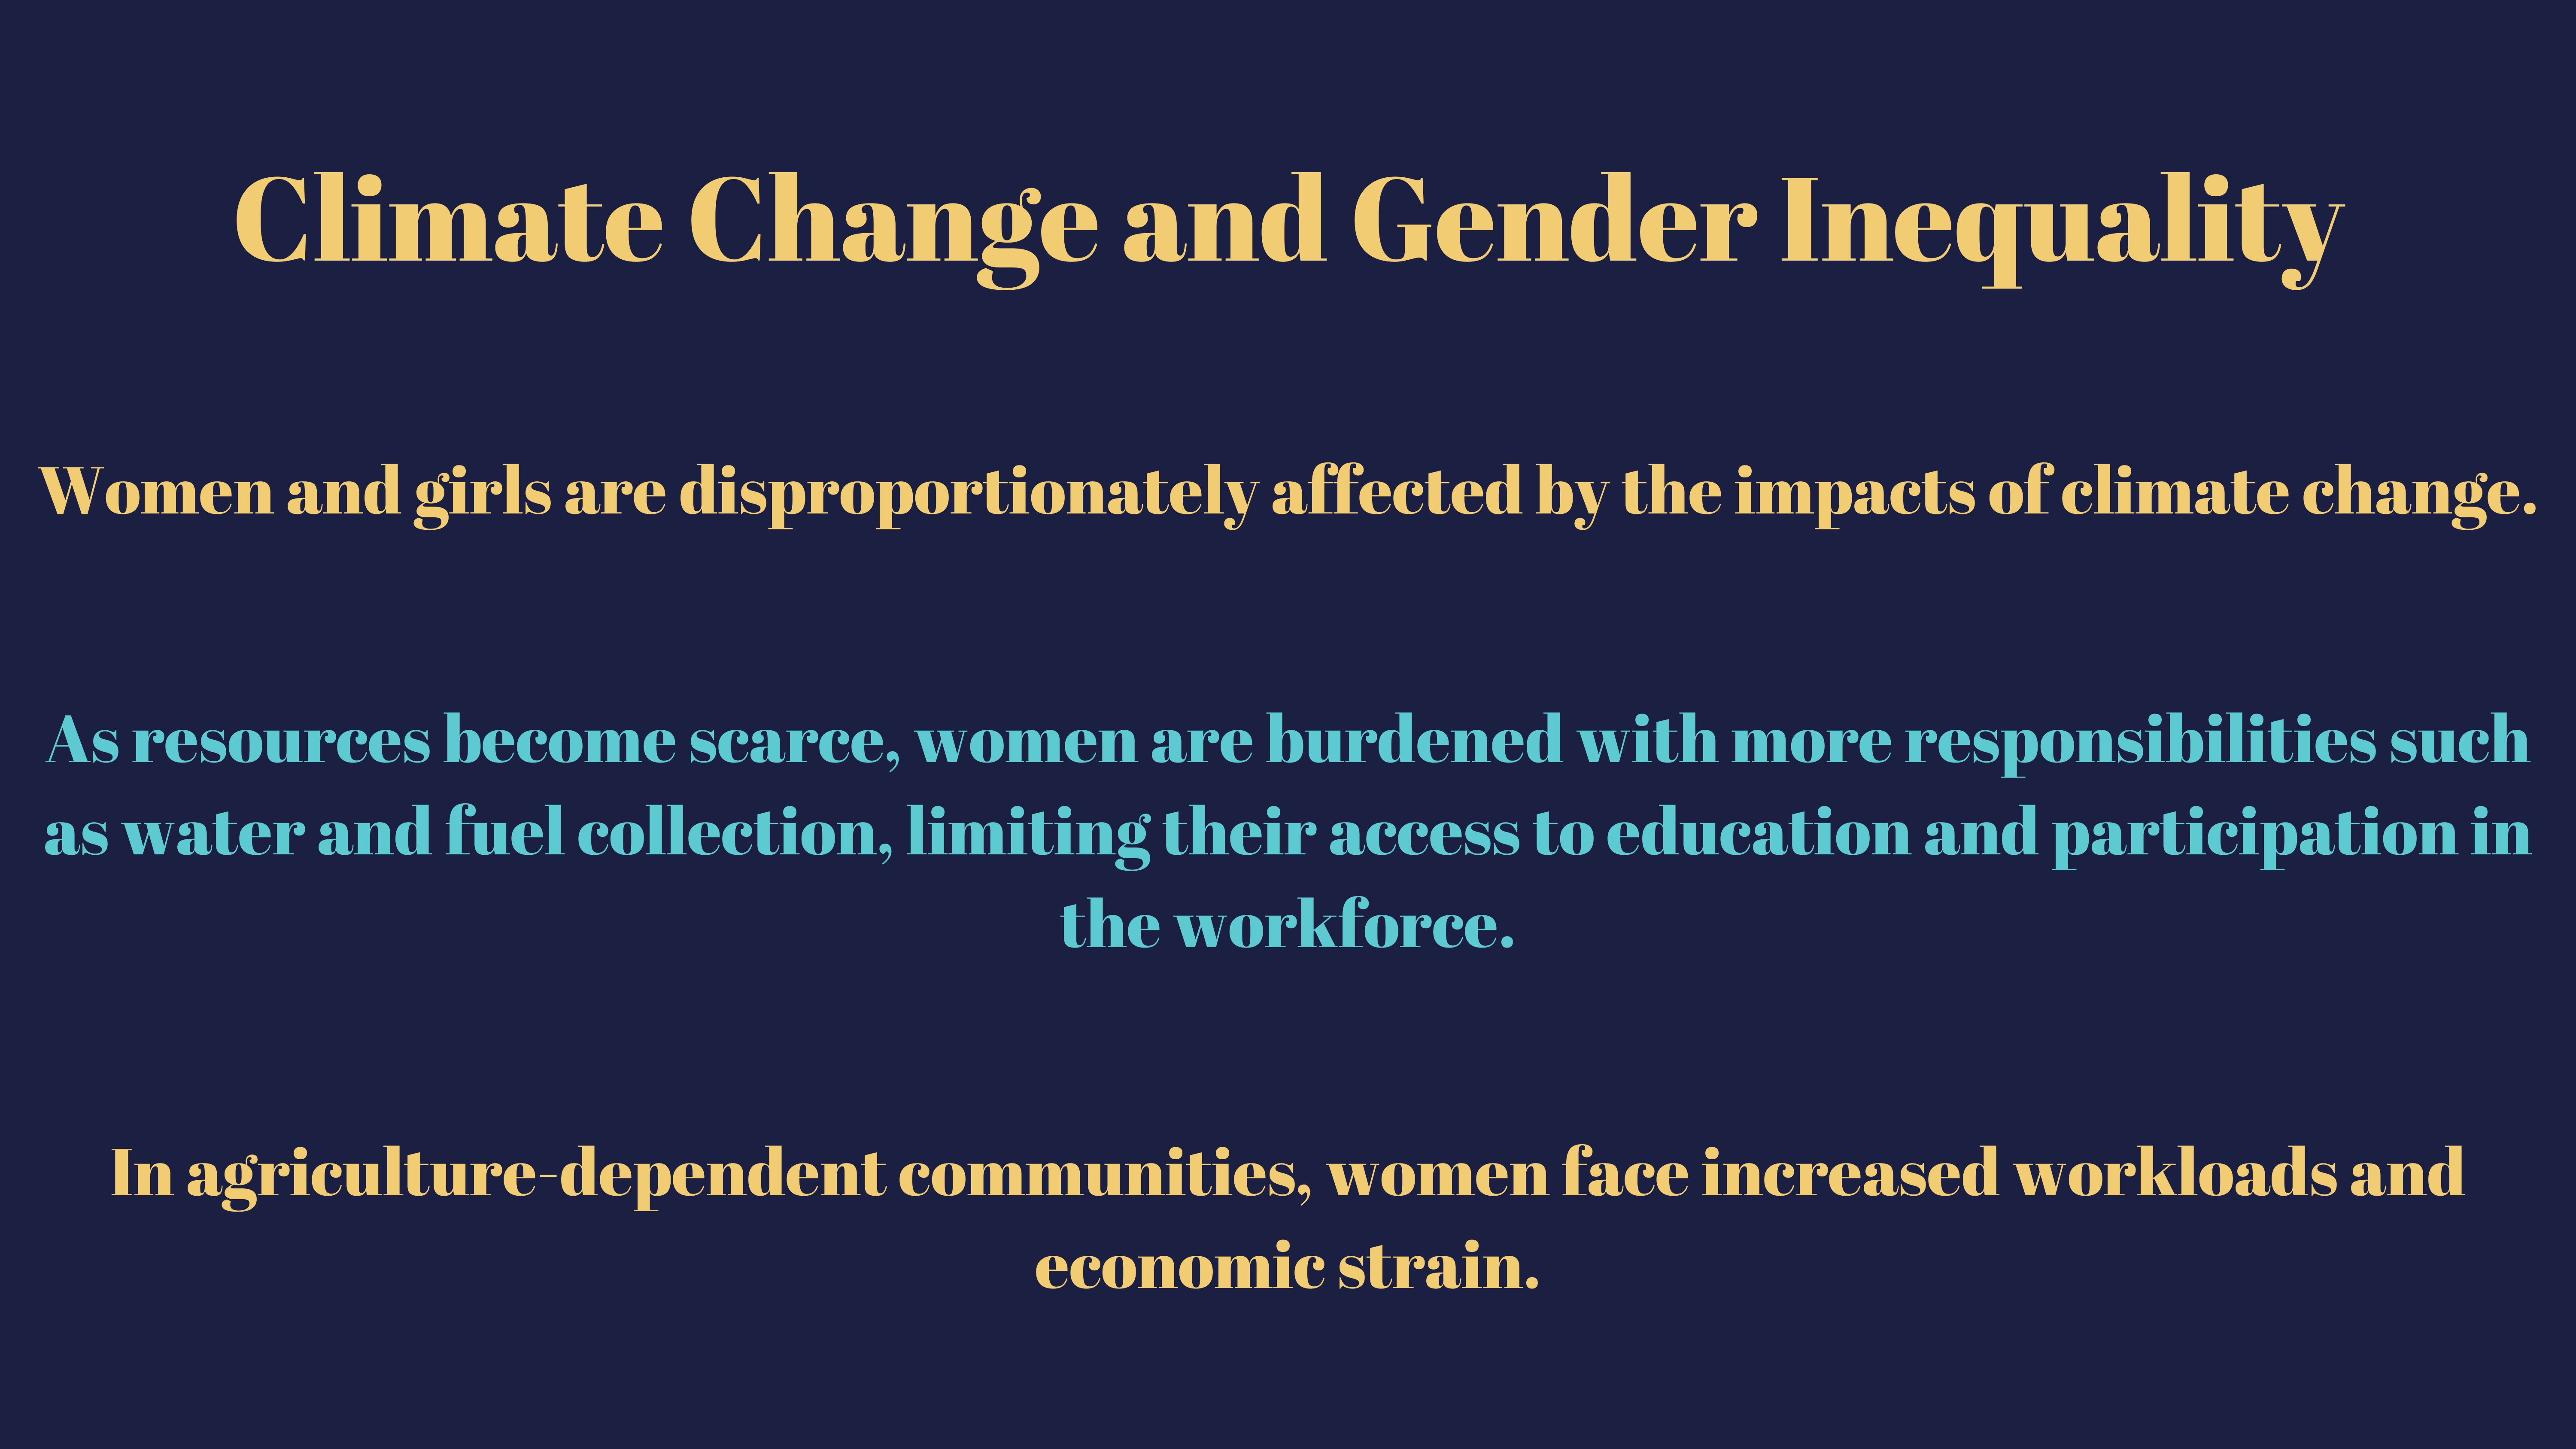 Climate Change and Gender Inequality
Women and girls are disproportionately affected by the impacts of climate change.
As resources become scarce, women are burdened with more responsibilities such
as water and fuel collection, limiting their access to education and participation in
the workforce.
In agriculture-dependent communities, women face increased workloads and
economic strain.